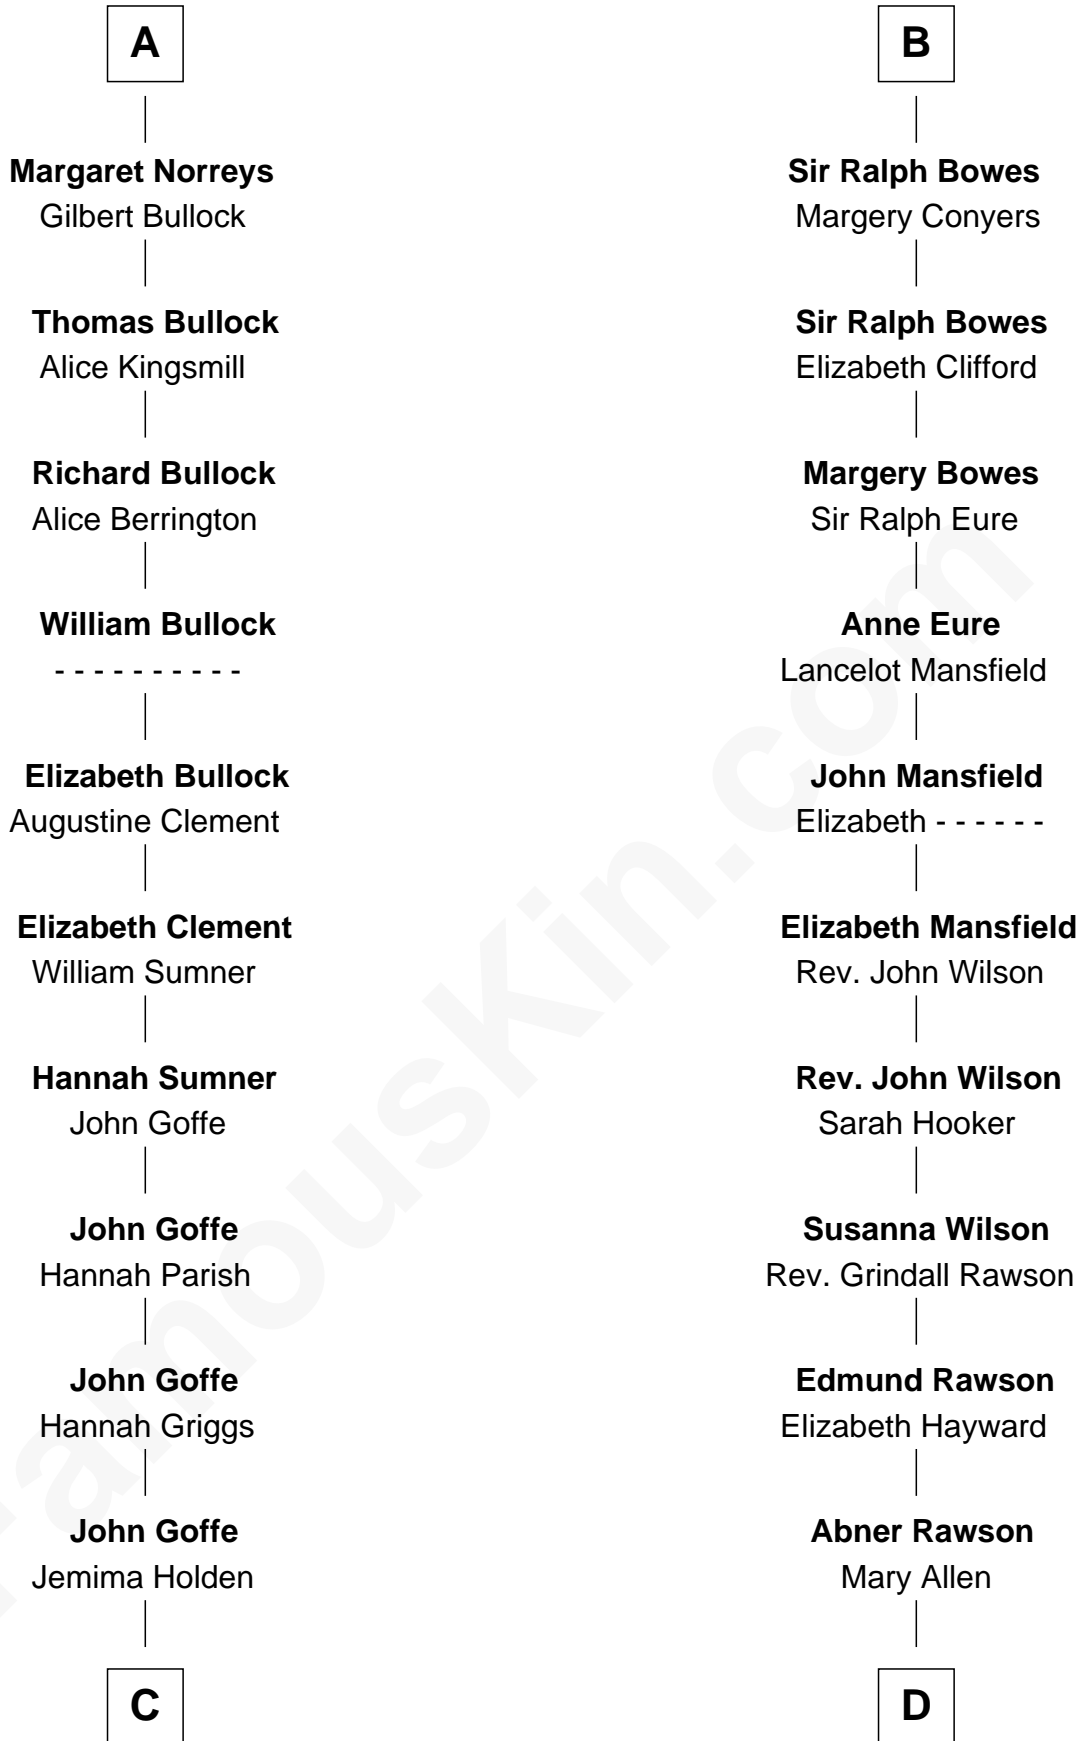 A
Margaret Norreys
Gilbert Bullock
Thomas Bullock
Alice Kingsmill
Richard Bullock
Alice Berrington
William Bullock
- - - - - - - - - -
Elizabeth Bullock
Augustine Clement
Elizabeth Clement
William Sumner
Hannah Sumner
John Goffe
John Goffe
Hannah Parish
John Goffe
Hannah Griggs
John Goffe
Jemima Holden
C
B
Sir Ralph Bowes
Margery Conyers
Sir Ralph Bowes
Elizabeth Clifford
Margery Bowes
Sir Ralph Eure
Anne Eure
Lancelot Mansfield
John Mansfield
Elizabeth - - - - - -
Elizabeth Mansfield
Rev. John Wilson
Rev. John Wilson
Sarah Hooker
Susanna Wilson
Rev. Grindall Rawson
Edmund Rawson
Elizabeth Hayward
Abner Rawson
Mary Allen
D
FamousKin.com